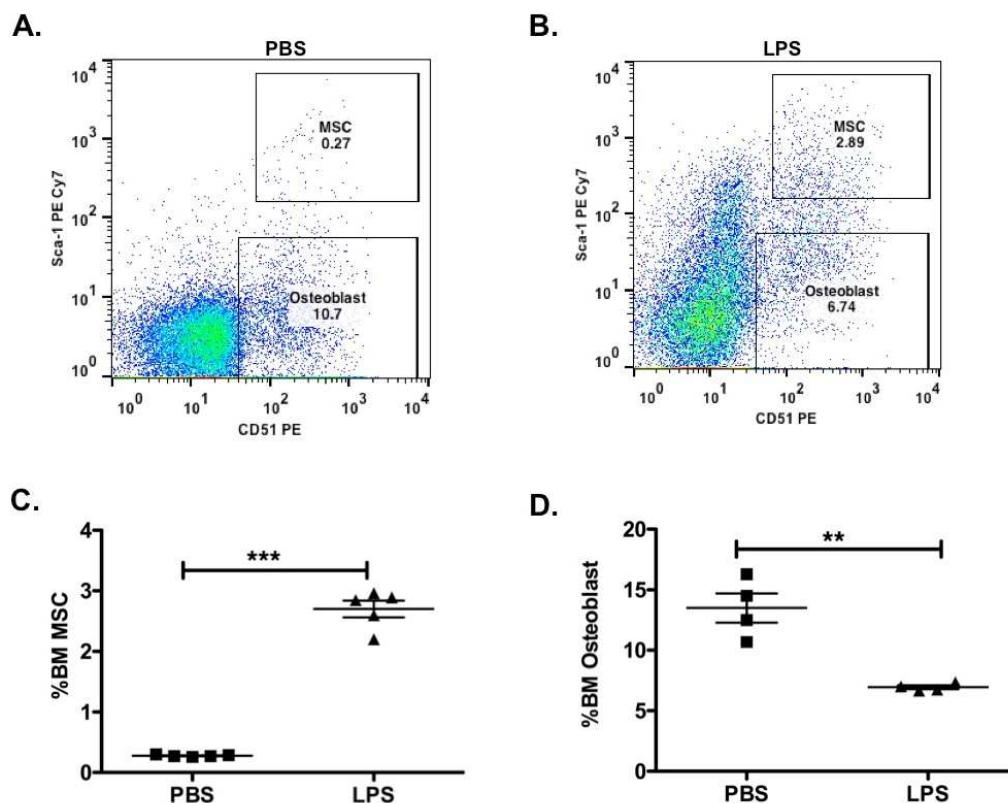 A.
PBS
10^4
10^3
10^2
10^1
10^0
Sca-1 PE Cy7
MSC
0.27
Osteoblast
10.7
10^0 10^1 10^2 10^3 10^4
CD51 PE
B.
LPS
10^4
10^3
10^2
10^1
10^0
Sca-1 PE Cy7
MSC
2.89
Osteoblast
6.74
10^0 10^1 10^2 10^3 10^4
CD51 PE
C.
4
3
2
1
0
%BM MSC
***
PBS LPS
D.
20
15
10
5
0
%BM Osteoblast
**
PBS LPS